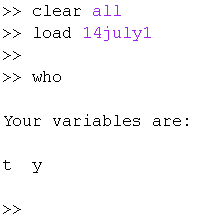 >> clear all
>> load 14july1
>>
>> who
Your variables are:
t  y
>>